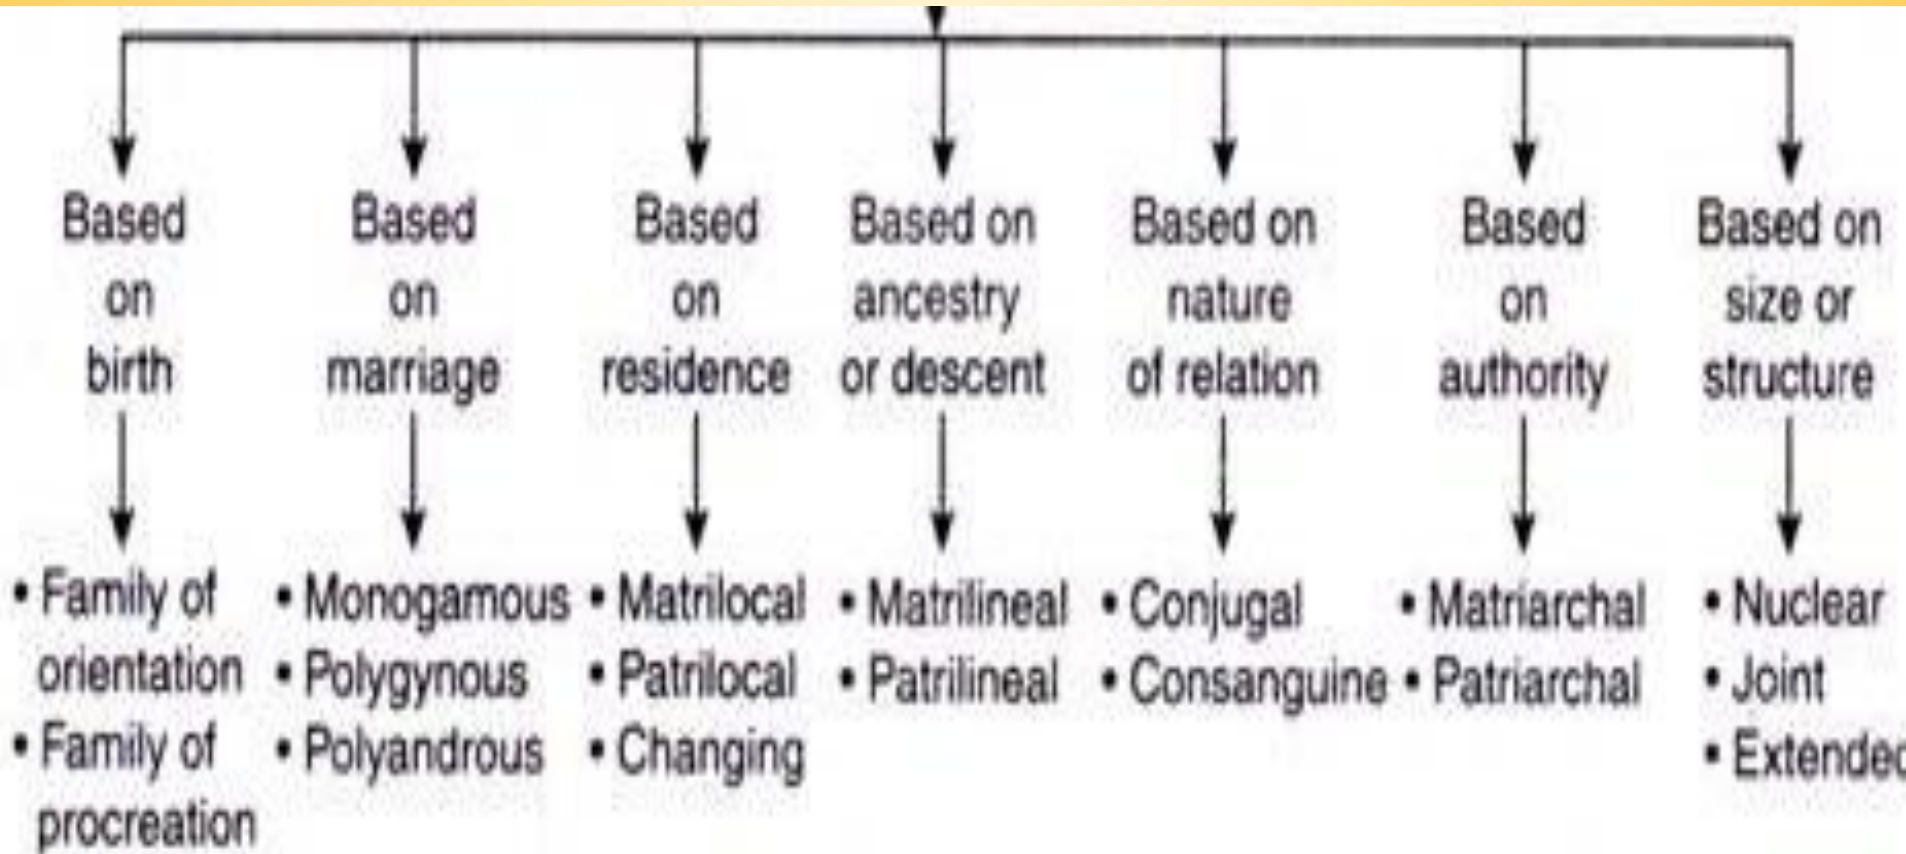 Based
on
birth
Based
on
marriage
Based
on
residence
Based on
ancestry
or descent
Based on
nature
of relation
Based
on
authority
Based on
size or
structure
• Family of
orientation
• Family of
procreation
• Monogamous
• Polygynous
• Polyandrous
• Matrilocal
• Patrilocal
• Changing
• Matrilineal
• Patrilineal
• Conjugal
• Consanguine
• Matriarchal
• Patriarchal
• Nuclear
• Joint
• Extended